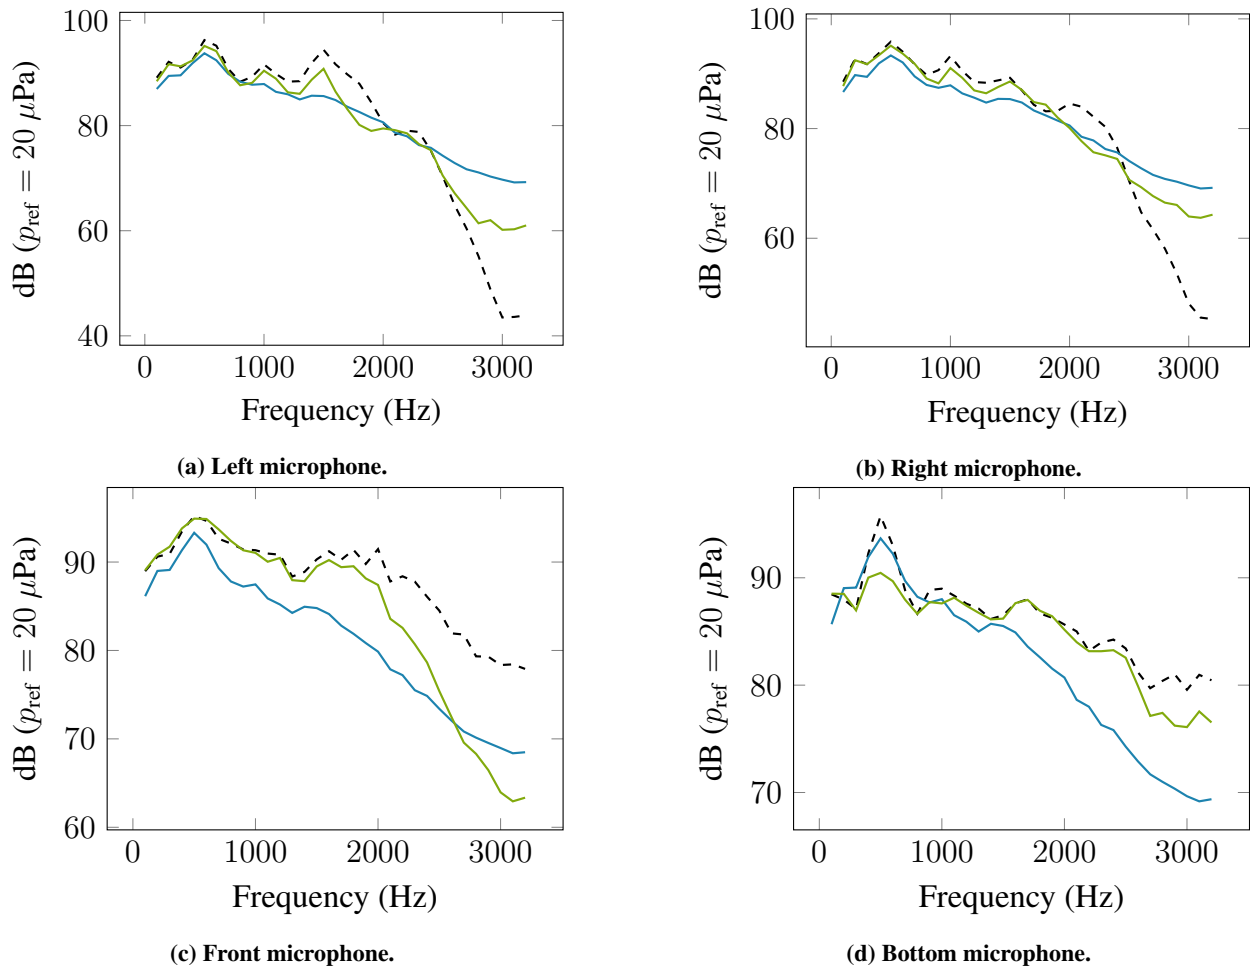 100
80
60
40
dB (p_ref = 20 μPa)
0 1000 2000 3000
Frequency (Hz)
(a) Left microphone.
100
80
60
dB (p_ref = 20 μPa)
0 1000 2000 3000
Frequency (Hz)
(b) Right microphone.
90
80
70
60
dB (p_ref = 20 μPa)
0 1000 2000 3000
Frequency (Hz)
(c) Front microphone.
90
80
70
dB (p_ref = 20 μPa)
0 1000 2000 3000
Frequency (Hz)
(d) Bottom microphone.